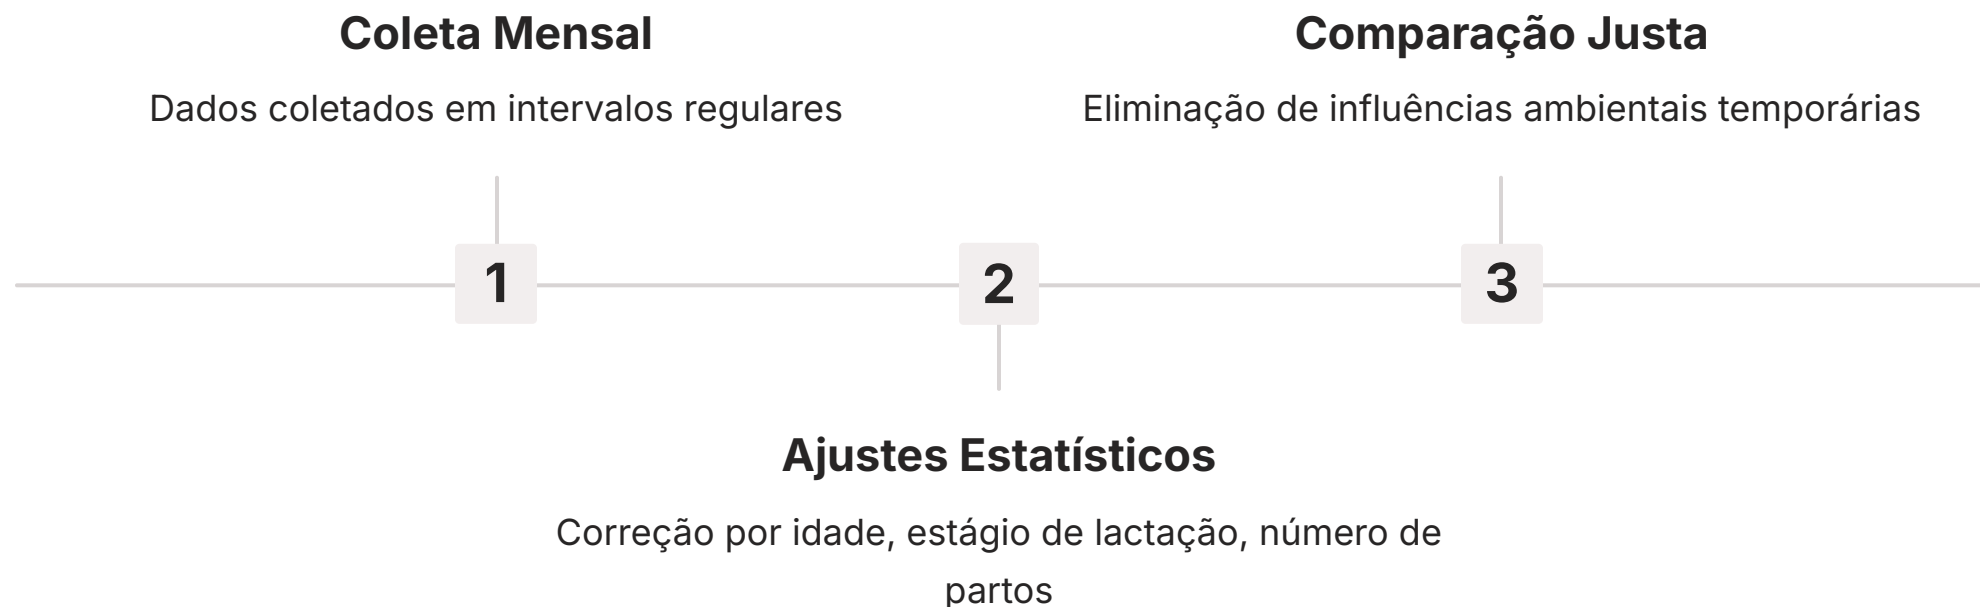 Coleta Mensal
Dados coletados em intervalos regulares
Comparação Justa
Eliminação de influências ambientais temporárias
1
2
3
Ajustes Estatísticos
Correção por idade, estágio de lactação, número de
partos